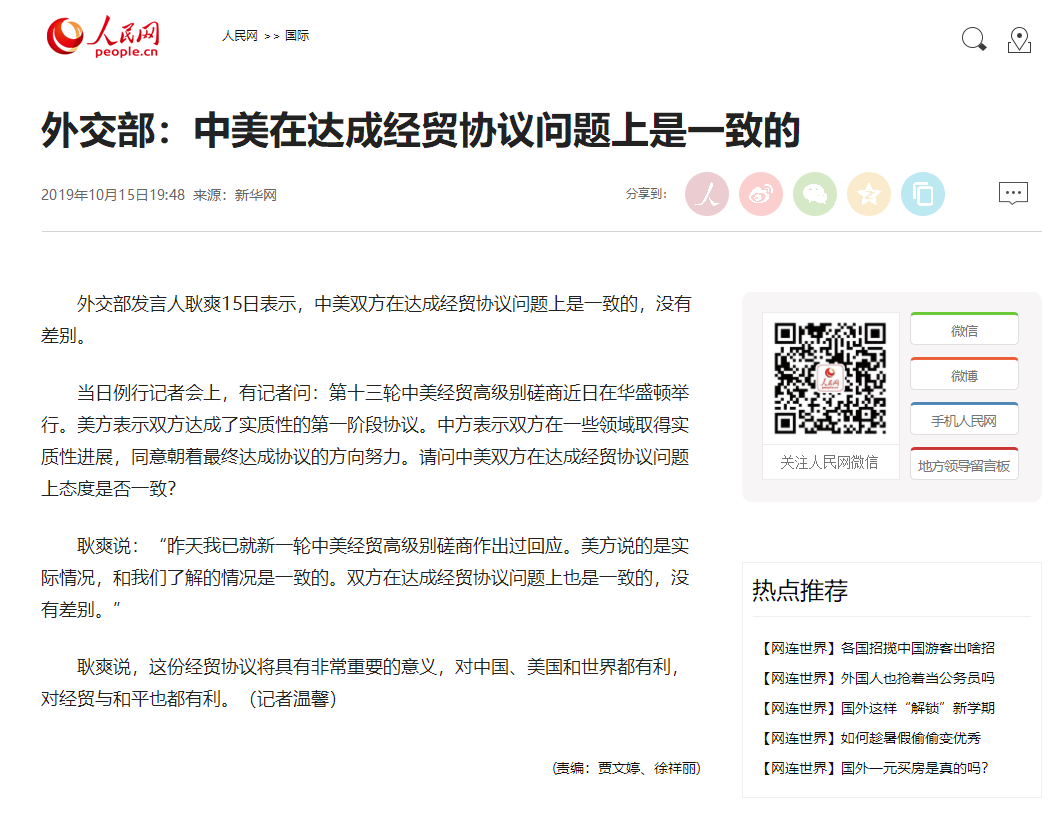 人民网
people.cn
人民网 >> 国际
外交部：中美在达成经贸协议问题上是一致的
2019年10月15日19:48 来源：新华网
分享到：
外交部发言人耿爽15日表示，中美双方在达成经贸协议问题上是一致的，没有
差别。
当日例行记者会上，有记者问：第十三轮中美经贸高级别磋商近日在华盛顿举
行。美方表示双方达成了实质性的第一阶段协议。中方表示双方在一些领域取得实
质性进展，同意朝着最终达成协议的方向努力。请问中美双方在达成经贸协议问题
上态度是否一致？
耿爽说：“昨天我已就新一轮中美经贸高级别磋商作出过回应。美方说的是实
际情况，和我们了解的情况是一致的。双方在达成经贸协议问题上也是一致的，没
有差别。”
耿爽说，这份经贸协议将具有非常重要的意义，对中国、美国和世界都有利，
对经贸与和平也都有利。（记者温馨）
(责编：贾文婷、徐祥丽)
人民网
关注人民网微信
微信
微博
手机人民网
地方领导留言板
热点推荐
【网连世界】各国招揽中国游客出啥招
【网连世界】外国人也抢着当公务员吗
【网连世界】国外这样“解锁”新学期
【网连世界】如何趁暑假偷偷变优秀
【网连世界】国外一元买房是真的吗？